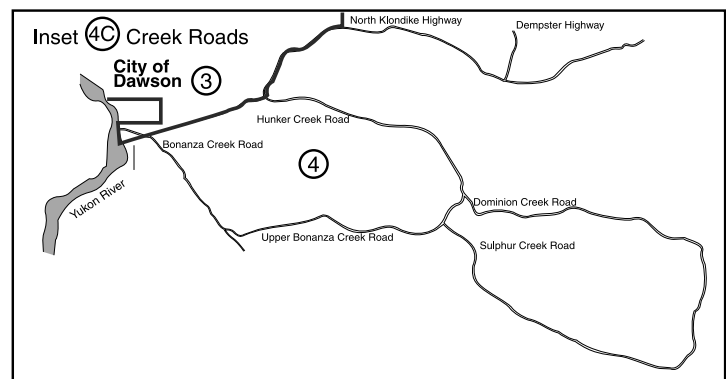 Inset 4C Creek Roads
North Klondike Highway
Dempster Highway
City of
Dawson
3
Hunker Creek Road
Bonanza Creek Road
4
Yukon River
Dominion Creek Road
Upper Bonanza Creek Road
Sulphur Creek Road